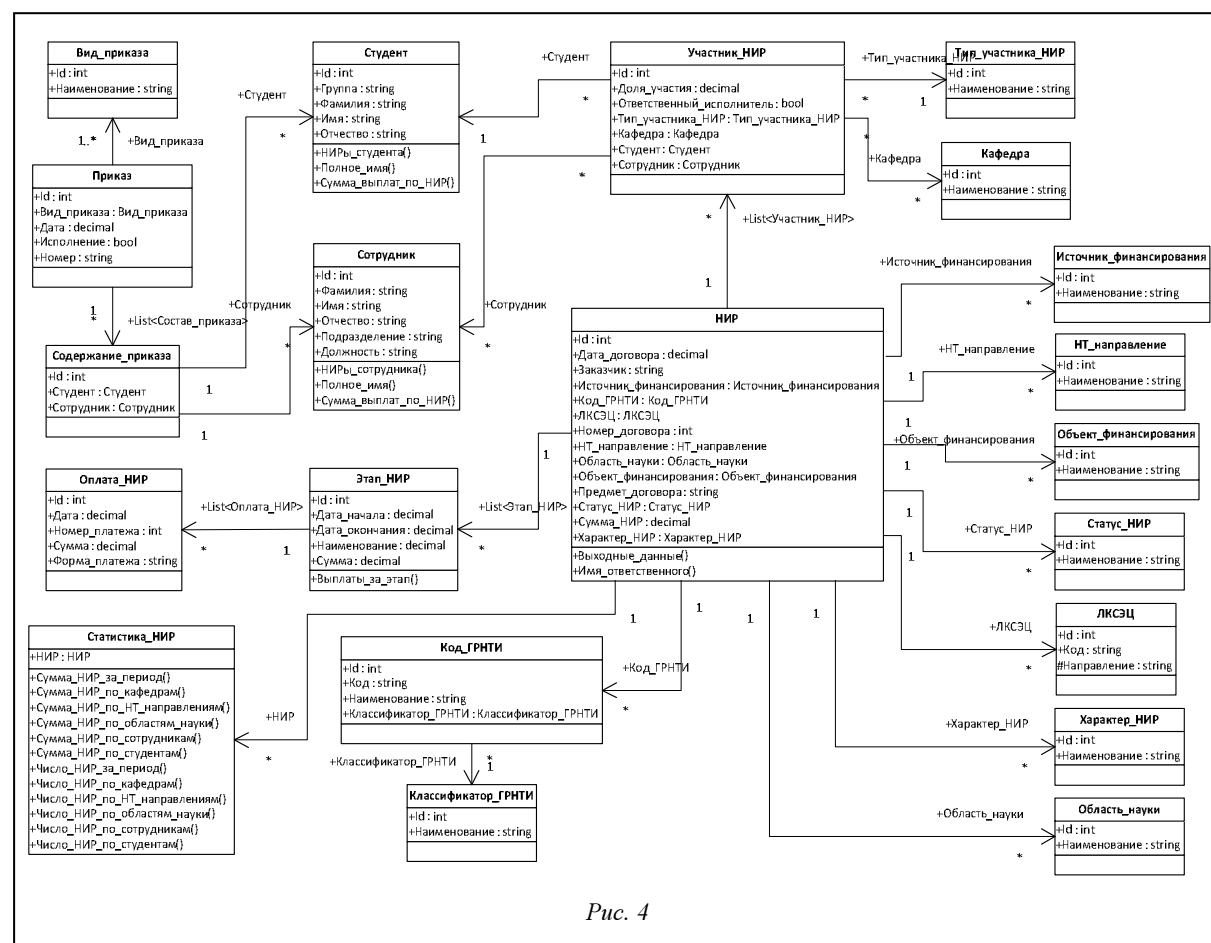 Вид_приказа
+Id : int
+Наименование : string
1..*
+Вид_приказа
Приказ
+Id : int
+Вид_приказа : Вид_приказа
+Дата : decimal
+Исполнение : bool
+Номер : string
1
*
+List<Состав_приказа>
Содержание_приказа
+Id : int
+Студент : Студент
+Сотрудник : Сотрудник
+Студент
*
1
+Сотрудник
*
1
Студент
+Id : int
+Группа : string
+Фамилия : string
+Имя : string
+Отчество : string
+НИРы_студента()
+Полное_имя()
+Сумма_выплат_по_НИР()
+Студент
*
1
Сотрудник
+Id : int
+Фамилия : string
+Имя : string
+Отчество : string
+Подразделение : string
+Должность : string
+НИРы_сотрудника()
+Полное_имя()
+Сумма_выплат_по_НИР()
*
+Сотрудник
*
Участник_НИР
+Id : int
+Доля_участия : decimal
+Ответственный_исполнитель : bool
+Тип_участника_НИР : Тип_участника_НИР
+Кафедра : Кафедра
+Студент : Студент
+Сотрудник : Сотрудник
+Тип_участника_НИР
*
1
Тип_участника_НИР
+Id : int
+Наименование : string
*
+Кафедра
*
Кафедра
+Id : int
+Наименование : string
*
+List<Участник_НИР>
1
НИР
+Id : int
+Дата_договора : decimal
+Заказчик : string
+Источник_финансирования : Источник_финансирования
+Код_ГРНТИ : Код_ГРНТИ
+ЛКСЭЦ : ЛКСЭЦ
+Номер_договора : int
+НТ_направление : НТ_направление
+Область_науки : Область_науки
+Объект_финансирования : Объект_финансирования
+Предмет_договора : string
+Статус_НИР : Статус_НИР
+Сумма_НИР : decimal
+Характер_НИР : Характер_НИР
+Выходные_данные()
+Имя_ответственного()
+Источник_финансирования
*
1
Источник_финансирования
+Id : int
+Наименование : string
+НТ_направление
*
1
НТ_направление
+Id : int
+Наименование : string
+Объект_финансирования
*
1
Объект_финансирования
+Id : int
+Наименование : string
+Статус_НИР
*
1
Статус_НИР
+Id : int
+Наименование : string
+ЛКСЭЦ
*
1
ЛКСЭЦ
+Id : int
+Код : string
#Направление : string
+Характер_НИР
*
1
Характер_НИР
+Id : int
+Наименование : string
+Область_науки
*
1
Область_науки
+Id : int
+Наименование : string
Оплата_НИР
+Id : int
+Дата : decimal
+Номер_платежа : int
+Сумма : decimal
+Форма_платежа : string
+List<Оплата_НИР>
*
1
Этап_НИР
+Id : int
+Дата_начала : decimal
+Дата_окончания : decimal
+Наименование : decimal
+Сумма : decimal
+Выплаты_за_этап()
+List<Этап_НИР>
*
1
Статистика_НИР
+НИР : НИР
+Сумма_НИР_за_период()
+Сумма_НИР_по_кафедрам()
+Сумма_НИР_по_НТ_направлениям()
+Сумма_НИР_по_областям_науки()
+Сумма_НИР_по_сотрудникам()
+Сумма_НИР_по_студентам()
+Число_НИР_за_период()
+Число_НИР_по_кафедрам()
+Число_НИР_по_НТ_направлениям()
+Число_НИР_по_областям_науки()
+Число_НИР_по_сотрудникам()
+Число_НИР_по_студентам()
+НИР
*
1
Код_ГРНТИ
+Id : int
+Код : string
+Наименование : string
+Классификатор_ГРНТИ : Классификатор_ГРНТИ
+Код_ГРНТИ
*
1
+Классификатор_ГРНТИ
*
1
Классификатор_ГРНТИ
+Id : int
+Наименование : string
Рис. 4